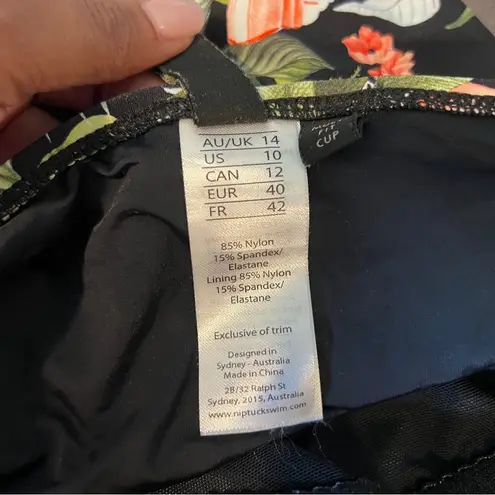 AU/UK 14
US 10
CAN 12
EUR 40
FR 42
CUP
85% Nylon
15% Spandex/
Elastane
Lining 85% Nylon
15% Spandex/
Elastane
Exclusive of trim
Designed in
Sydney - Australia
Made in China
2B/32 Ralph St
Sydney, 2015, Australia
www.niptuckswim.com